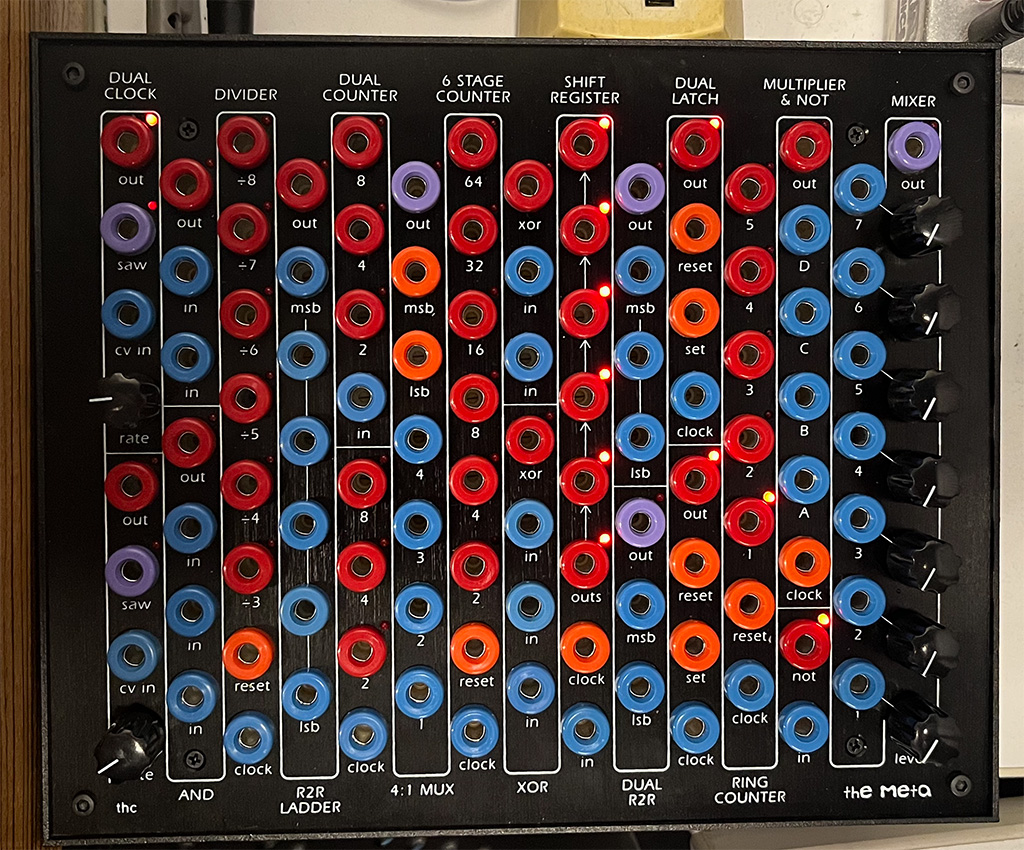 DUAL
CLOCK
out
saw
cv in
rate
out
saw
cv in
thc
out
in
in
out
in
in
in
AND
DIVIDER
÷8
÷7
÷6
÷5
÷4
÷3
reset
clock
out
msb
lsb
R2R
LADDER
DUAL
COUNTER
8
4
2
in
8
4
2
clock
out
msb
lsb
4
3
2
1
4:1 MUX
6 STAGE
COUNTER
64
32
16
8
4
2
reset
clock
xor
in
in
xor
in
in
in
XOR
SHIFT
REGISTER
outs
clock
in
out
msb
lsb
out
msb
lsb
DUAL
R2R
DUAL
LATCH
out
reset
set
clock
out
reset
set
clock
5
4
3
2
1
reset
clock
RING
COUNTER
MULTIPLIER
& NOT
out
D
C
B
A
clock
not
in
MIXER
out
7
6
5
4
3
2
1
the meta